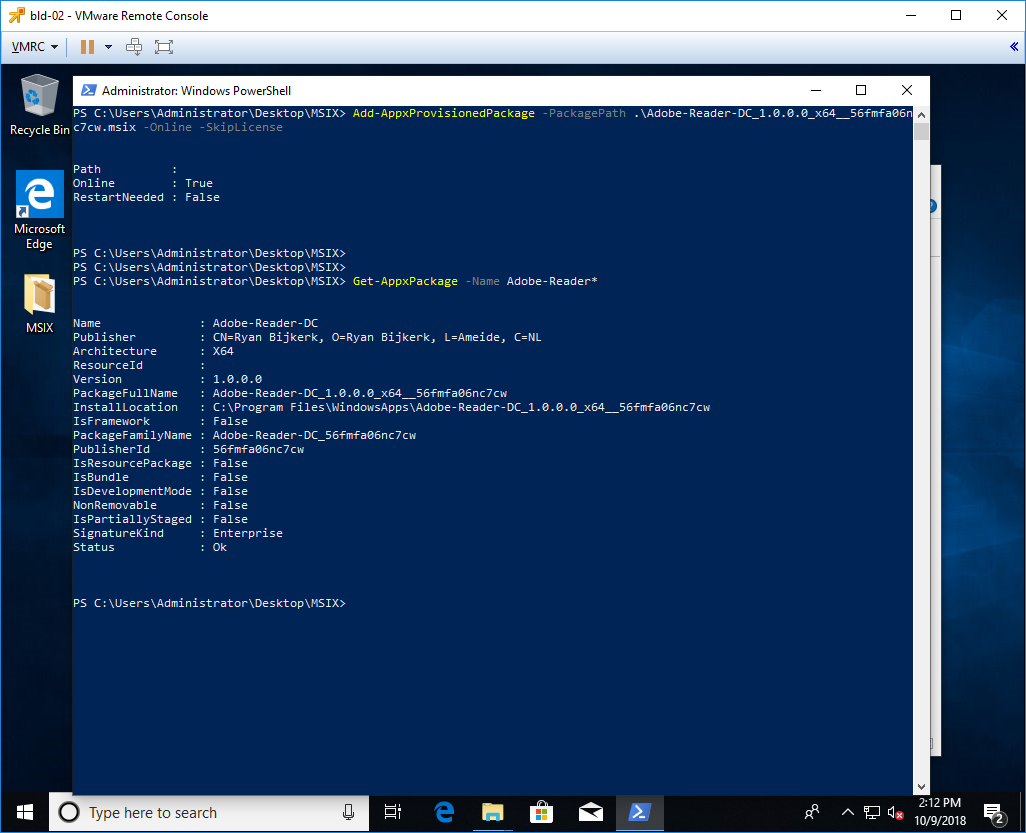 bld-02 - VMware Remote Console
VMRC
Recycle Bin
Microsoft
Edge
MSIX
Administrator: Windows PowerShell
PS C:\Users\Administrator\Desktop\MSIX> Add-AppxProvisionedPackage -PackagePath .\Adobe-Reader-DC_1.0.0.0_x64__56fmfa06n
c7cw.msix -Online -SkipLicense
Path           :
Online         : True
RestartNeeded : False
PS C:\Users\Administrator\Desktop\MSIX>
PS C:\Users\Administrator\Desktop\MSIX>
PS C:\Users\Administrator\Desktop\MSIX> Get-AppxPackage -Name Adobe-Reader*
Name              : Adobe-Reader-DC
Publisher         : CN=Ryan Bijkerk, O=Ryan Bijkerk, L=Ameide, C=NL
Architecture      : X64
ResourceId        :
Version           : 1.0.0.0
PackageFullName   : Adobe-Reader-DC_1.0.0.0_x64__56fmfa06nc7cw
InstallLocation   : C:\Program Files\WindowsApps\Adobe-Reader-DC_1.0.0.0_x64__56fmfa06nc7cw
IsFramework       : False
PackageFamilyName : Adobe-Reader-DC_56fmfa06nc7cw
PublisherId       : 56fmfa06nc7cw
IsResourcePackage : False
IsBundle          : False
IsDevelopmentMode : False
NonRemovable      : False
IsPartiallyStaged : False
SignatureKind     : Enterprise
Status            : Ok
PS C:\Users\Administrator\Desktop\MSIX>
Type here to search
2:12 PM
10/9/2018
2